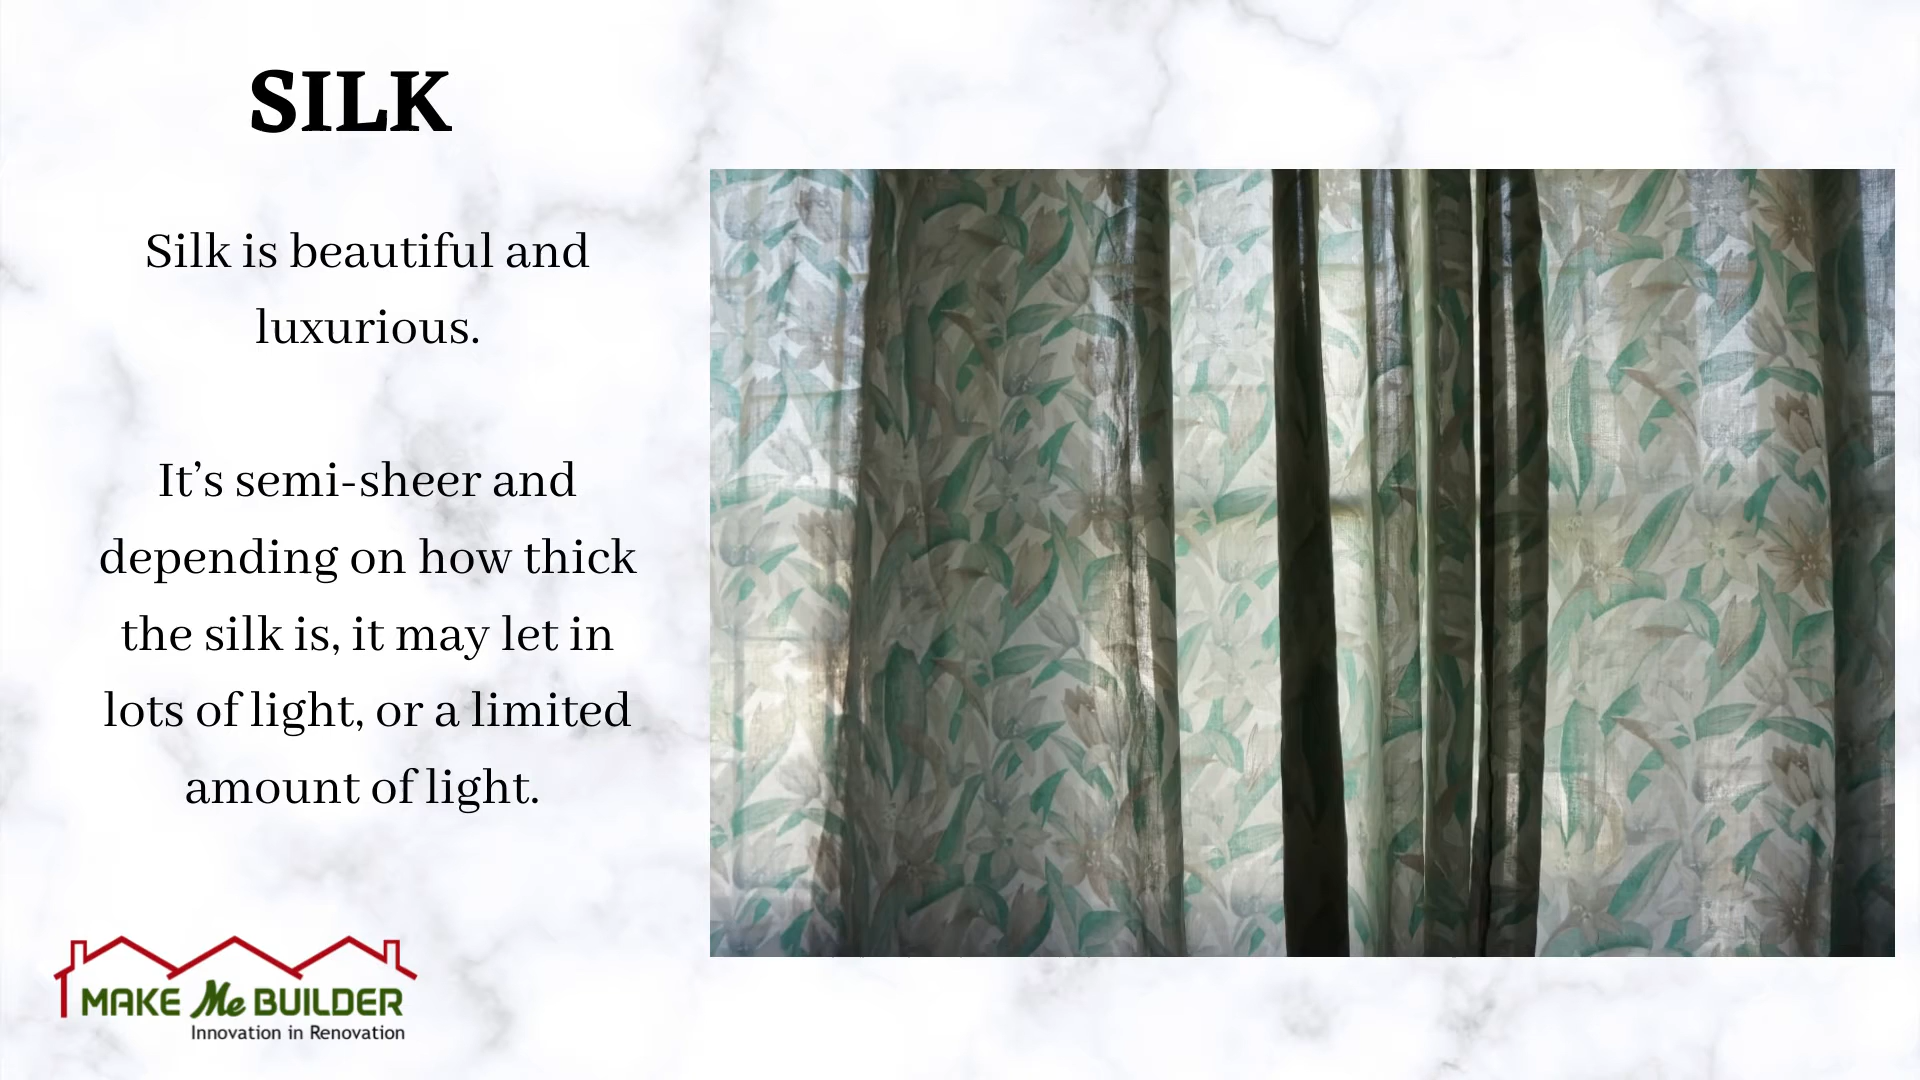 SILK
Silk is beautiful and
luxurious.
It’s semi-sheer and
depending on how thick
the silk is, it may let in
lots of light, or a limited
amount of light.
MAKE Me BUILDER
Innovation in Renovation